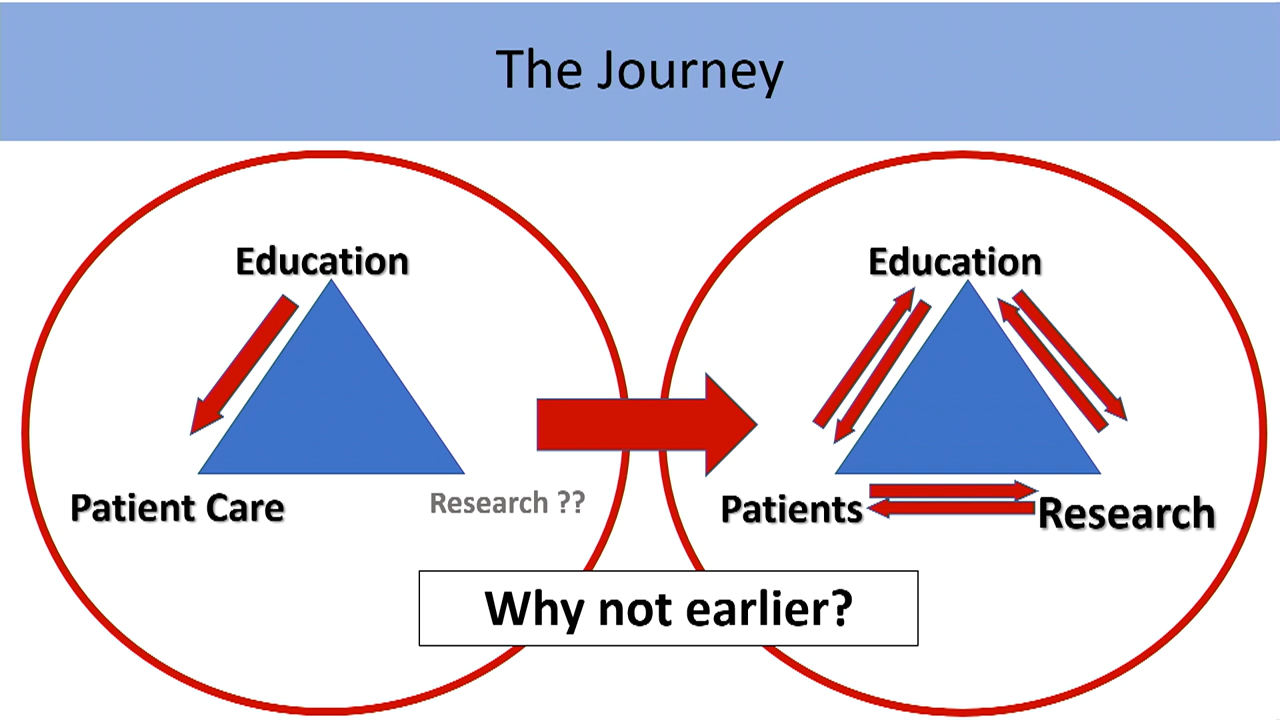 The Journey
Education
Patient Care
Research ??
Education
Patients
Research
Why not earlier?